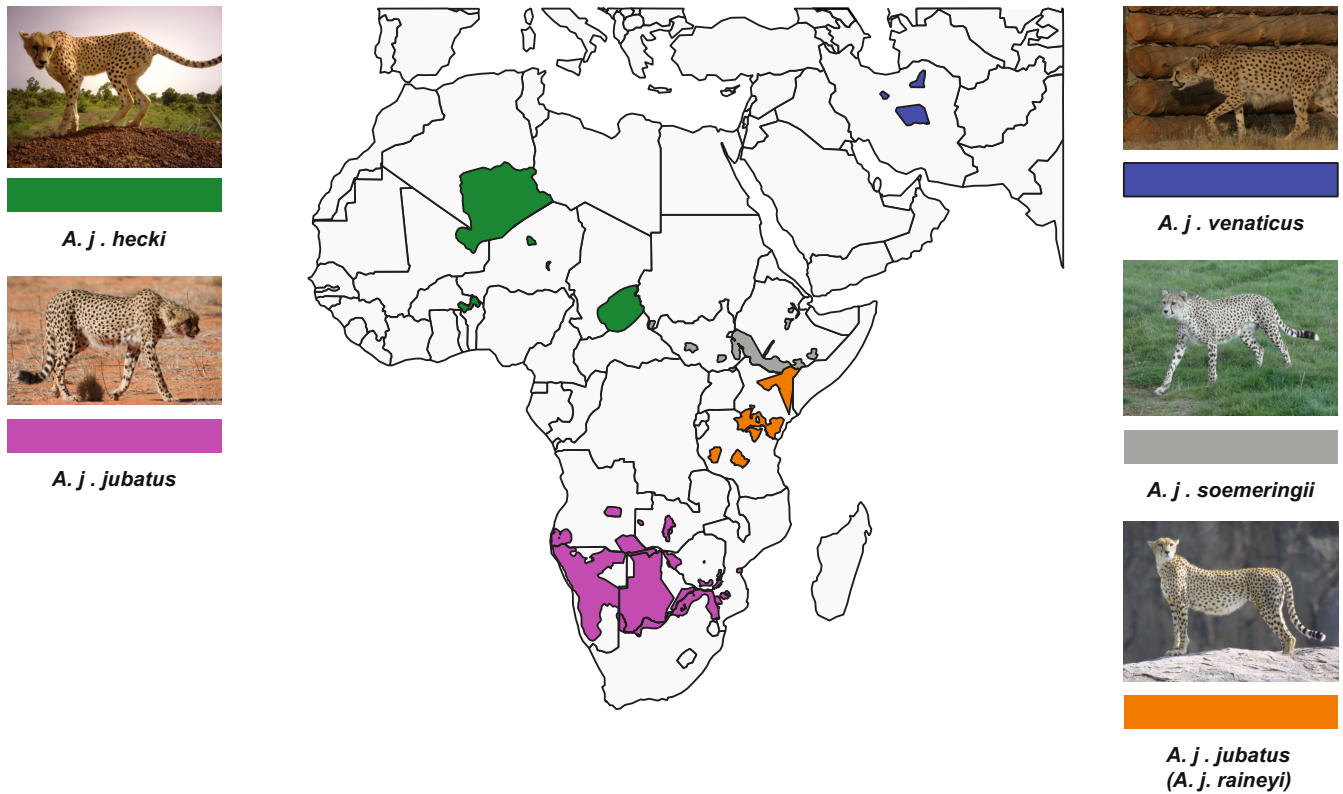 A. j . hecki
A. j . jubatus
A. j . venaticus
A. j . soemeringii
A. j . jubatus
(A. j. raineyi)